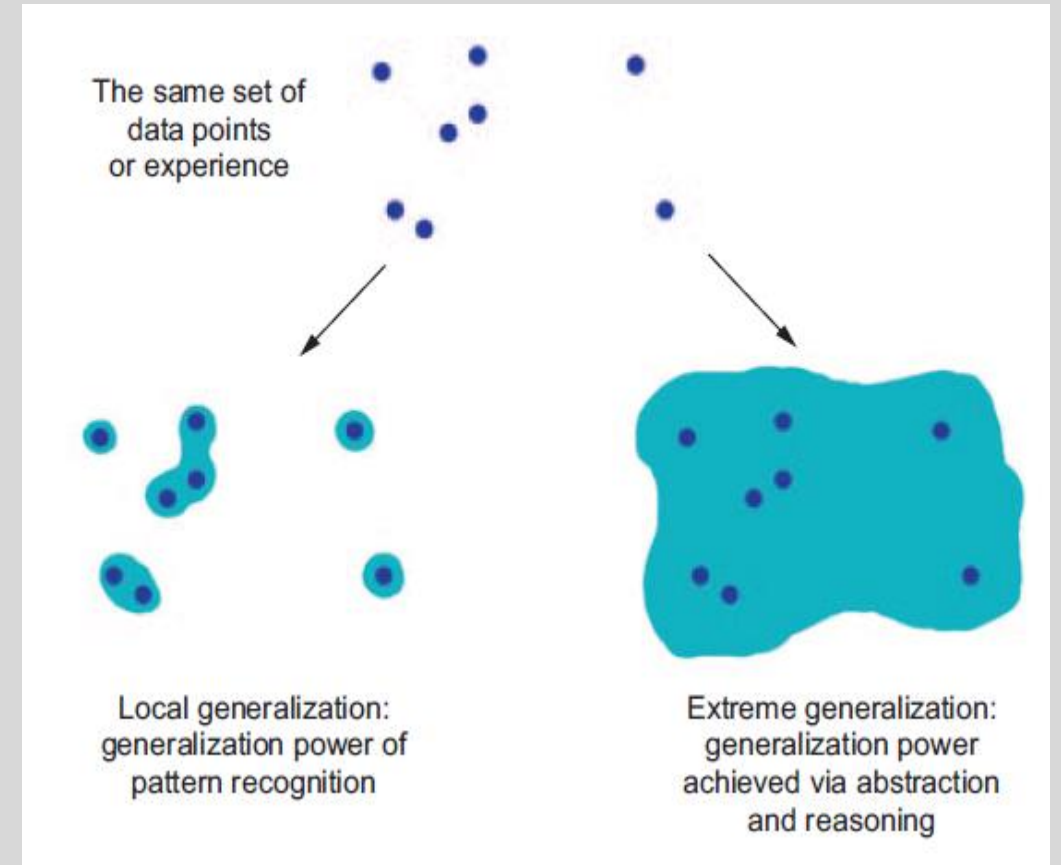 The same set of
data points
or experience
Local generalization:
generalization power of
pattern recognition
Extreme generalization:
generalization power
achieved via abstraction
and reasoning